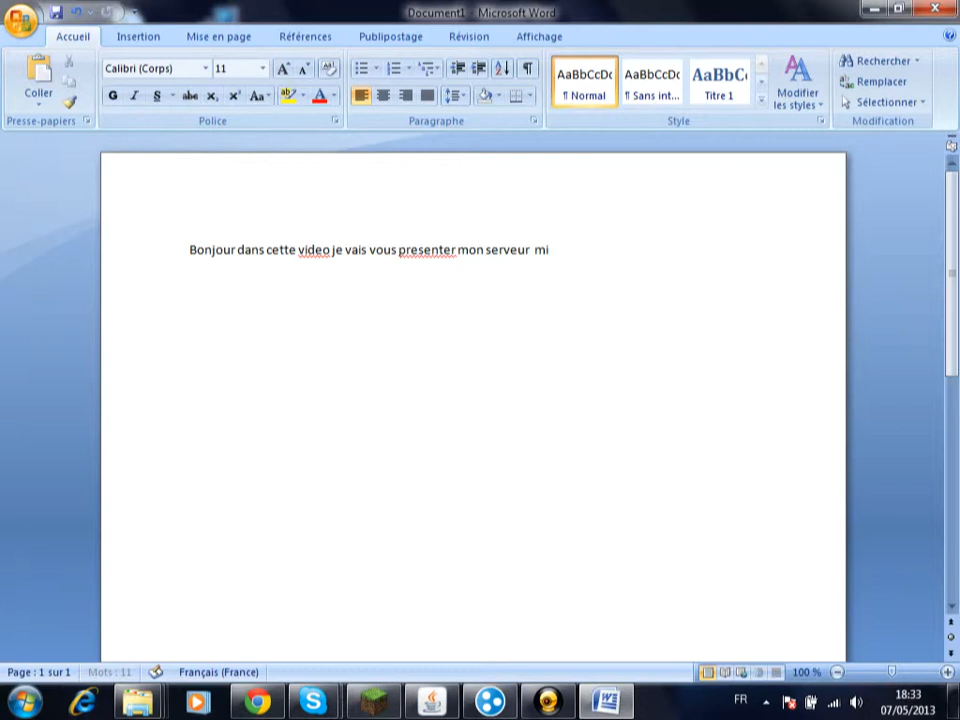 Document1 - Microsoft Word
Accueil Insertion Mise en page Références Publipostage Révision Affichage
Coller
Calibri (Corps) 11
G I S abc X, X' Aa
AaBbCcDc AaBbCcDc AaBbC
¶ Normal ¶ Sans int... Titre 1
Modifier les styles
Rechercher
Remplacer
Sélectionner
Presse-papiers Police Paragraphe Style Modification
Bonjour dans cette video je vais vous presenter mon serveur mi
Page : 1 sur 1 Mots : 11 Français (France) 100 %
FR 18:33
07/05/2013